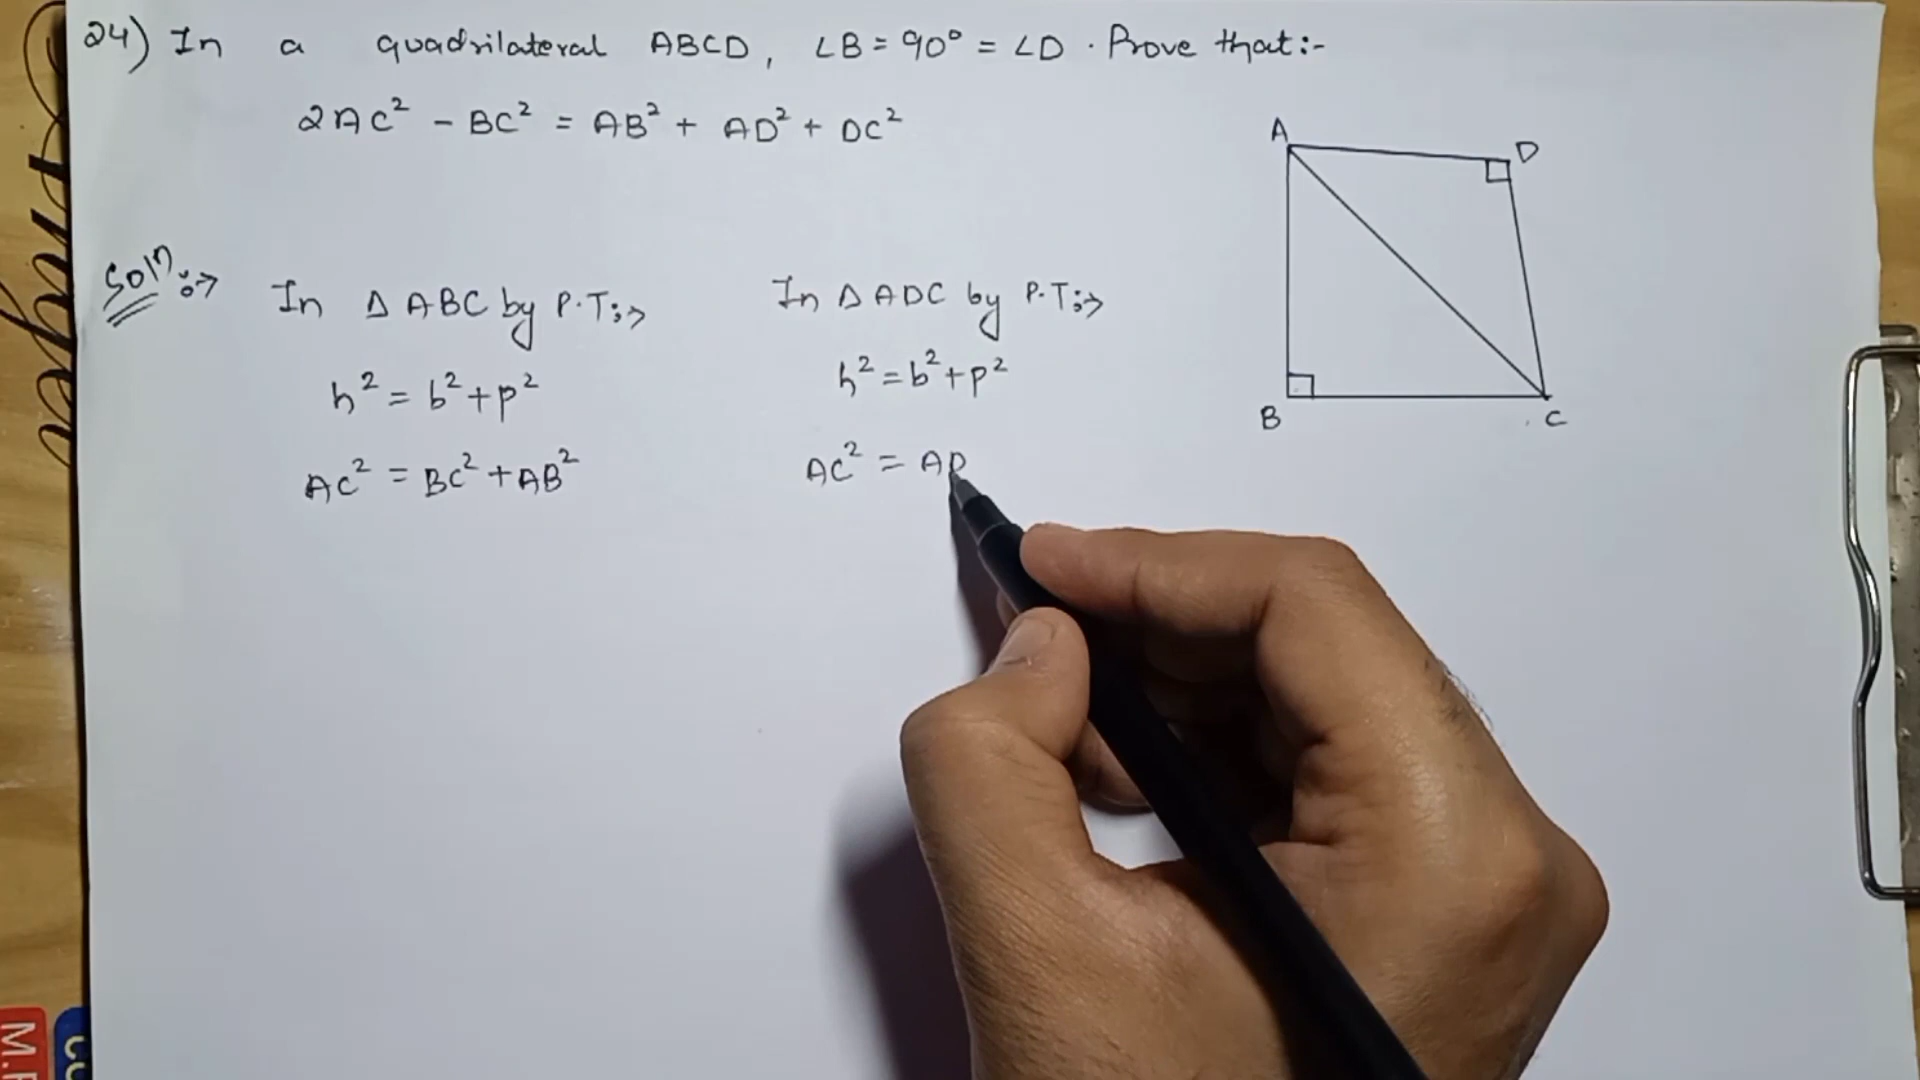 24) In a quadrilateral ABCD, ∠B = 90° = ∠D. Prove that:-
2AC² - BC² = AB² + AD² + DC²
A
D
B
C
Solⁿ:→
In △ ABC by P.T:→
h² = b² + p²
AC² = BC² + AB²
In △ ADC by P.T:→
h² = b² + p²
AC² = AD